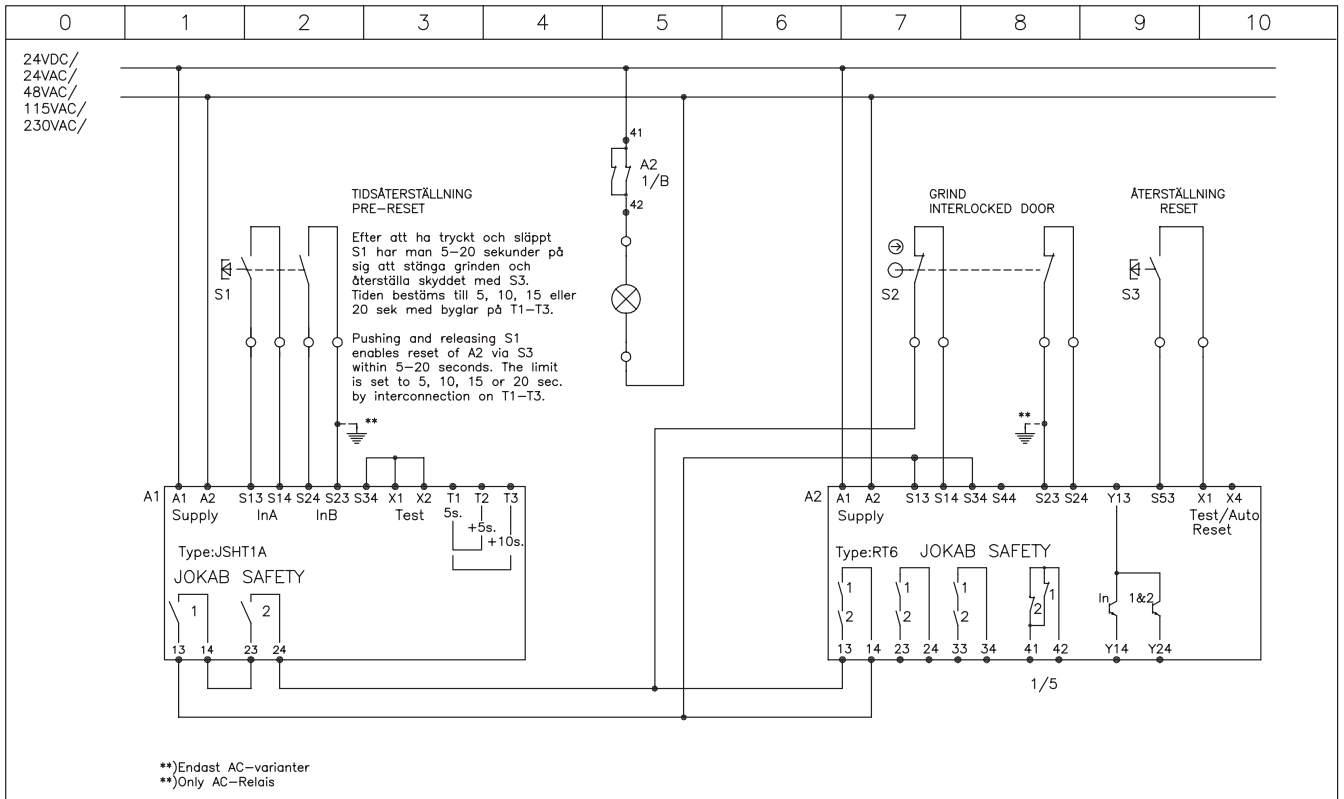 0 1 2 3 4 5 6 7 8 9 10
24VDC/
24VAC/
48VAC/
115VAC/
230VAC/
41
A2
1/B
42
TIDSÅTERSTÄLLNING
PRE-RESET
Efter att ha tryckt och släppt
S1 har man 5-20 sekunder på
sig att stänga grinden och
återställa skyddet med S3.
Tiden bestäms till 5, 10, 15 eller
20 sek med byglar på T1-T3.
Pushing and releasing S1
enables reset of A2 via S3
within 5-20 seconds. The limit
is set to 5, 10, 15 or 20 sec.
by interconnection on T1-T3.
S1
**
GRIND
INTERLOCKED DOOR
S2
**
ÅTERSTÄLLNING
RESET
S3
A1 A1 A2 S13 S14 S24 S23 S34 X1 X2 T1 T2 T3
Supply InA InB Test 5s.
+5s.
+10s.
Type:JSHT1A
JOKAB SAFETY
1 2
13 14 23 24
A2 A1 A2 S13 S14 S34 S44 S23 S24 Y13 S53 X1 X4
Supply Test/Auto
Reset
Type:RT6 JOKAB SAFETY
1 1 1 1 In 1&2
2 2 2 2
13 14 23 24 33 34 41 42 Y14 Y24
1/5
**)Endast AC-varianter
**)Only AC-Relais